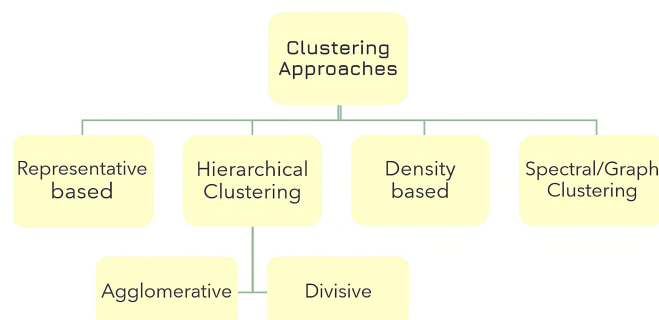 Clustering
Approaches
Representative
based
Hierarchical
Clustering
Density
based
Spectral/Graph
Clustering
Agglomerative
Divisive